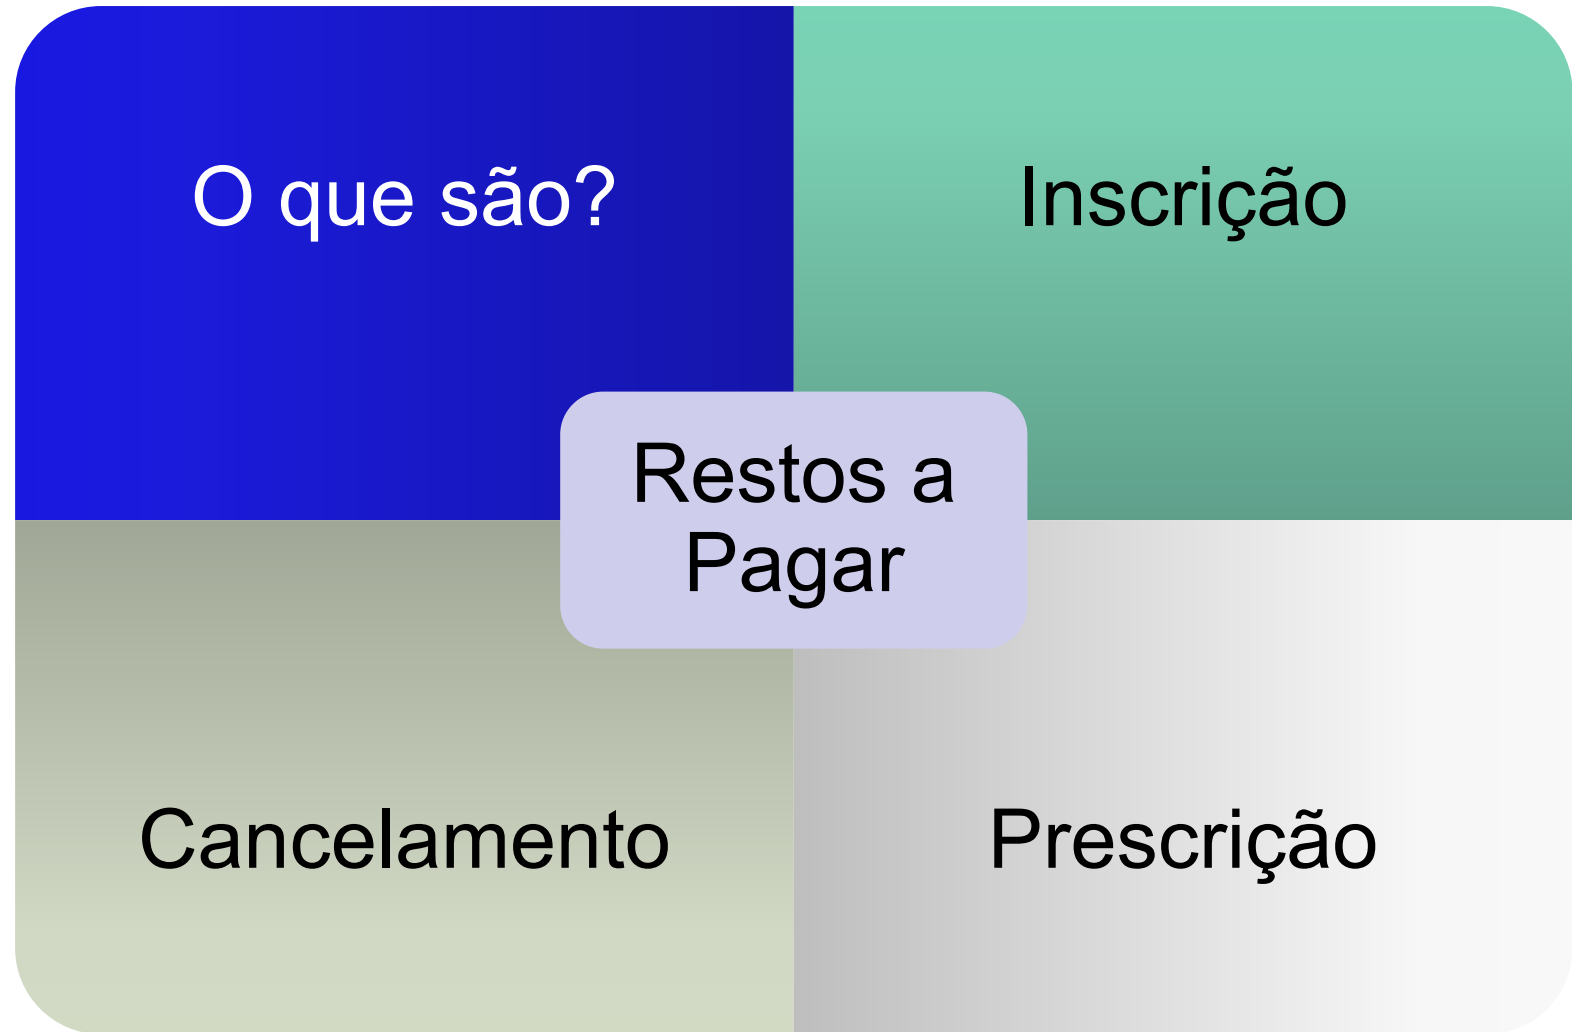 O que são?
Inscrição
Restos a
Pagar
Cancelamento
Prescrição